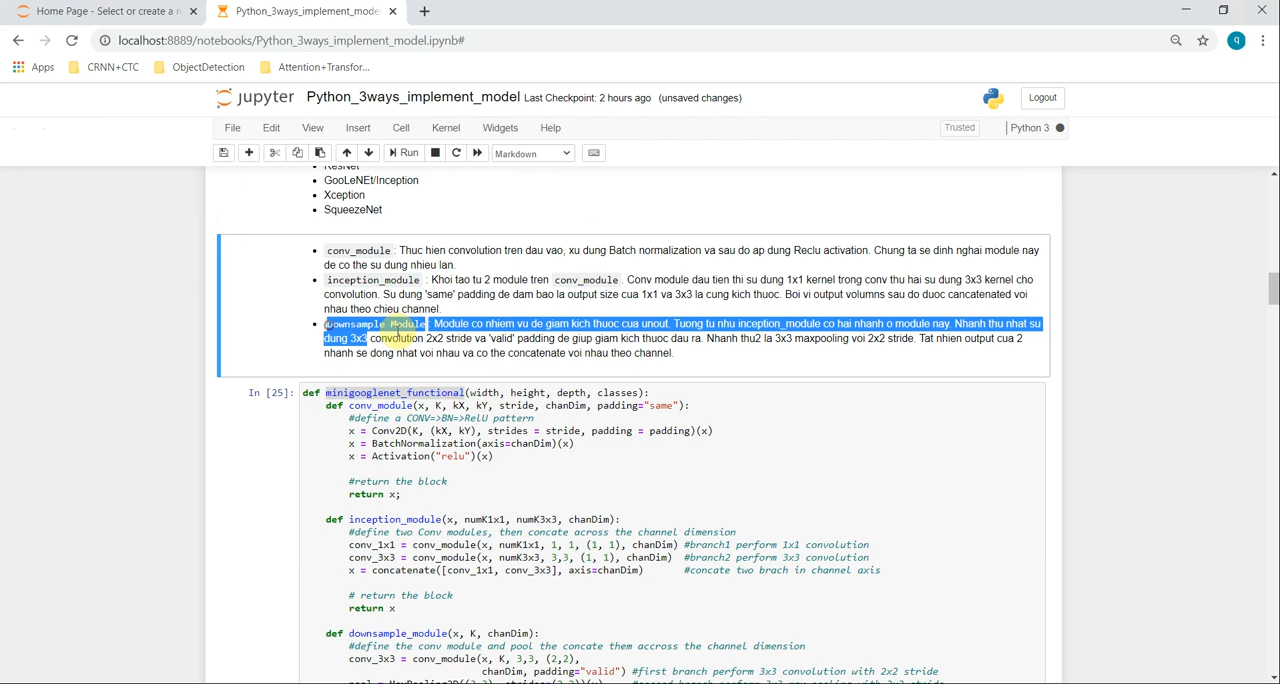 Home Page - Select or create a n
Python_3ways_implement_mode
localhost:8889/notebooks/Python_3ways_implement_model.ipynb#
q
Apps CRNN+CTC ObjectDetection Attention+Transfor...
jupyter Python_3ways_implement_model Last Checkpoint: 2 hours ago (unsaved changes) Logout
File Edit View Insert Cell Kernel Widgets Help Trusted Python 3
Run Markdown
ResNet
• GooLeNEt/Inception
• Xception
• SqueezeNet
• conv_module : Thuc hien convolution tren dau vao, xu dung Batch normalization va sau do ap dung Reclu activation. Chung ta se dinh nghai module nay
de co the su dung nhieu lan.
• inception_module : Khoi tao tu 2 module tren conv_module . Conv module dau tien thi su dung 1x1 kernel trong conv thu hai su dung 3x3 kernel cho
convolution. Su dung 'same' padding de dam bao la output size cua 1x1 va 3x3 la cung kich thuoc. Boi vi output volumns sau do duoc cancatenated voi
nhau theo chieu channel.
• Downsample Module : Module co nhiem vu de giam kich thuoc cua unout. Tuong tu nhu inception_module co hai nhanh o module nay. Nhanh thu nhat su
dung 3x3 convolution 2x2 stride va 'valid' padding de giup giam kich thuoc dau ra. Nhanh thu2 la 3x3 maxpooling voi 2x2 stride. Tat nhien output cua 2
nhanh se dong nhat voi nhau va co the concatenate voi nhau theo channel.
In [25]: def minigooglenet_functional(width, height, depth, classes):
def conv_module(x, K, kX, kY, stride, chanDim, padding="same"):
#define a CONV=>BN=>RelU pattern
x = Conv2D(K, (kX, kY), strides = stride, padding = padding)(x)
x = BatchNormalization(axis=chanDim)(x)
x = Activation("relu")(x)
#return the block
return x;
def inception_module(x, numK1x1, numK3x3, chanDim):
#define two Conv modules, then concate across the channel dimension
conv_1x1 = conv_module(x, numK1x1, 1, 1, (1, 1), chanDim) #branch1 perform 1x1 convolution
conv_3x3 = conv_module(x, numK3x3, 3,3, (1, 1), chanDim) #branch2 perform 3x3 convolution
x = concatenate([conv_1x1, conv_3x3], axis=chanDim) #concate two brach in channel axis
# return the block
return x
def downsample_module(x, K, chanDim):
#define the conv module and pool the concate them accross the channel dimension
conv_3x3 = conv_module(x, K, 3,3, (2,2),
chanDim, padding="valid") #first branch perform 3x3 convolution with 2x2 stride